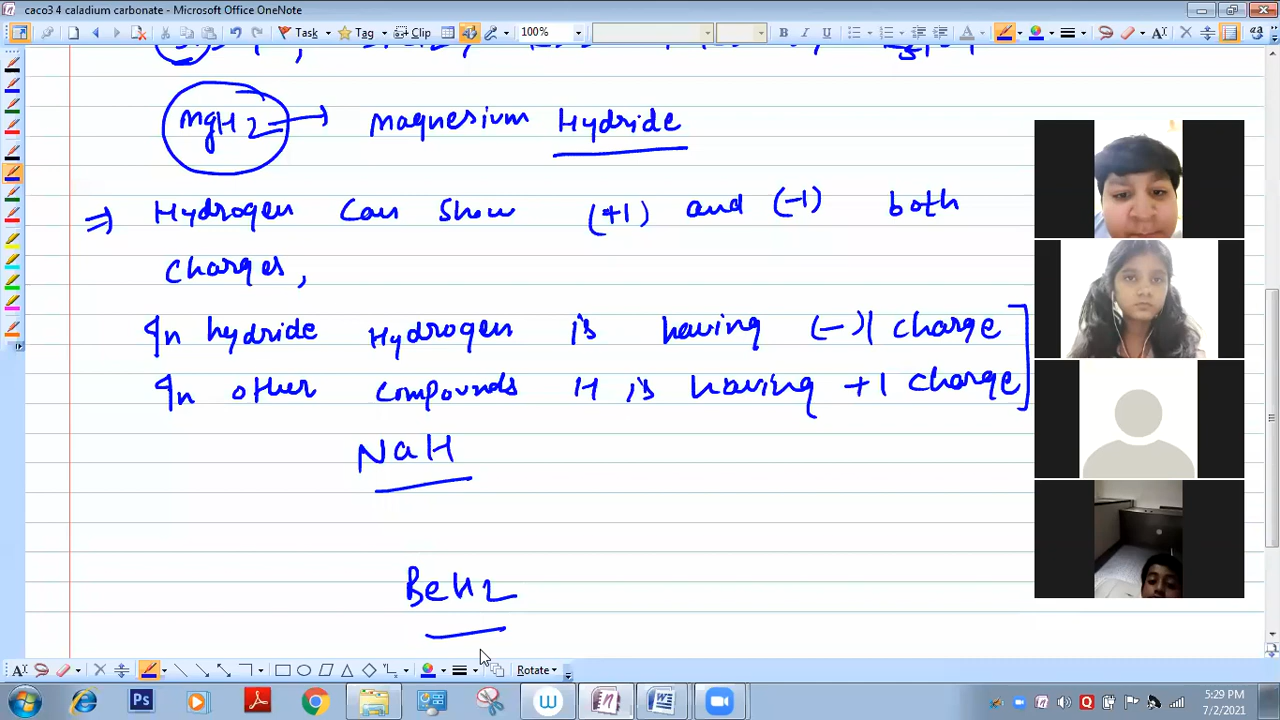 caco3 4 caladium carbonate - Microsoft Office OneNote
Task
Tag
Clip
100%
B I U
MgH2 → Magnesium Hydride
⇒ Hydrogen Can Show (+1) and (-1) both
Charges,
In hydride Hydrogen is having (-)1 charge
In other compounds H is having +1 charge
NaH
BeH2
Rotate
5:29 PM
7/2/2021